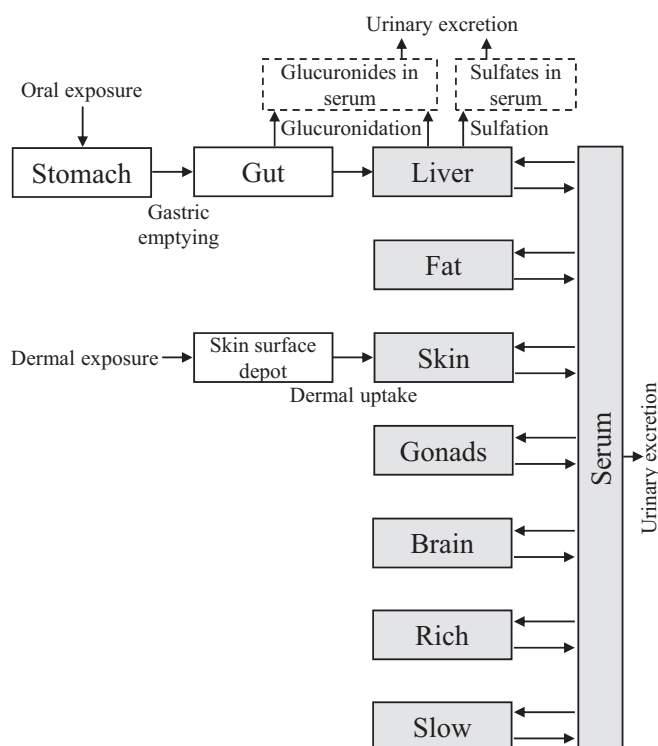 Urinary excretion
Glucuronides in
serum
Sulfates in
serum
Oral exposure
Glucuronidation
Sulfation
Stomach
Gut
Liver
Gastric
emptying
Fat
Dermal exposure
Skin surface
depot
Skin
Dermal uptake
Gonads
Serum
Urinary excretion
Brain
Rich
Slow